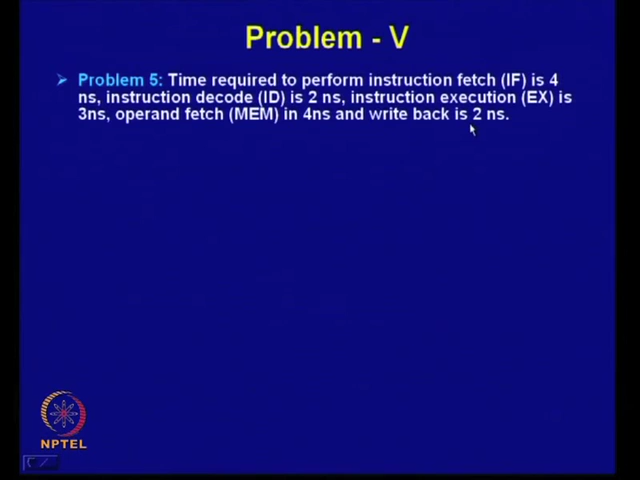 Problem - V
Problem 5: Time required to perform instruction fetch (IF) is 4
ns, instruction decode (ID) is 2 ns, instruction execution (EX) is
3ns, operand fetch (MEM) in 4ns and write back is 2 ns.
NPTEL